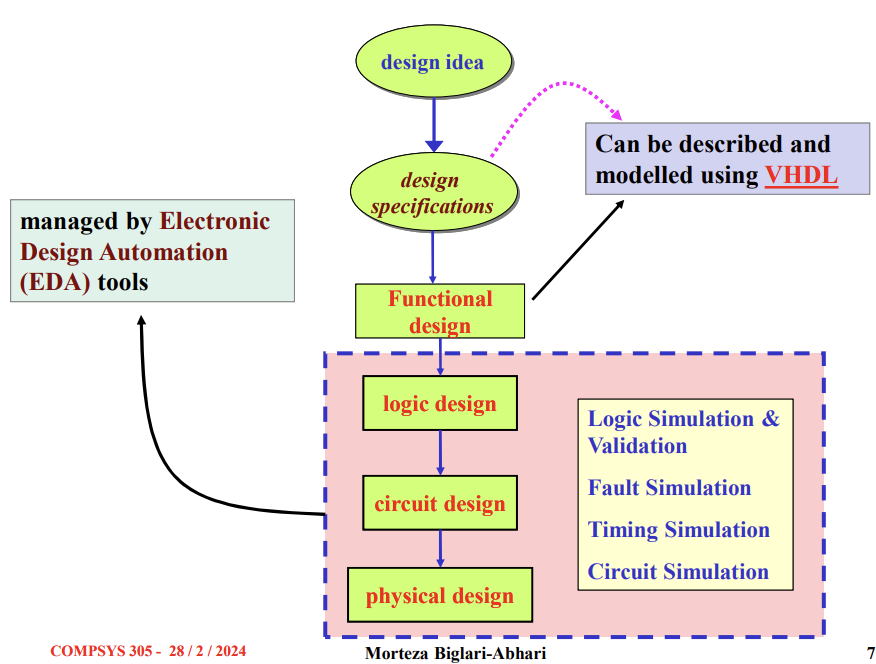 design idea
Can be described and
modelled using VHDL
design
specifications
managed by Electronic
Design Automation
(EDA) tools
Functional
design
logic design
circuit design
physical design
Logic Simulation &
Validation
Fault Simulation
Timing Simulation
Circuit Simulation
COMPSYS 305 - 28 / 2 / 2024
Morteza Biglari-Abhari
7